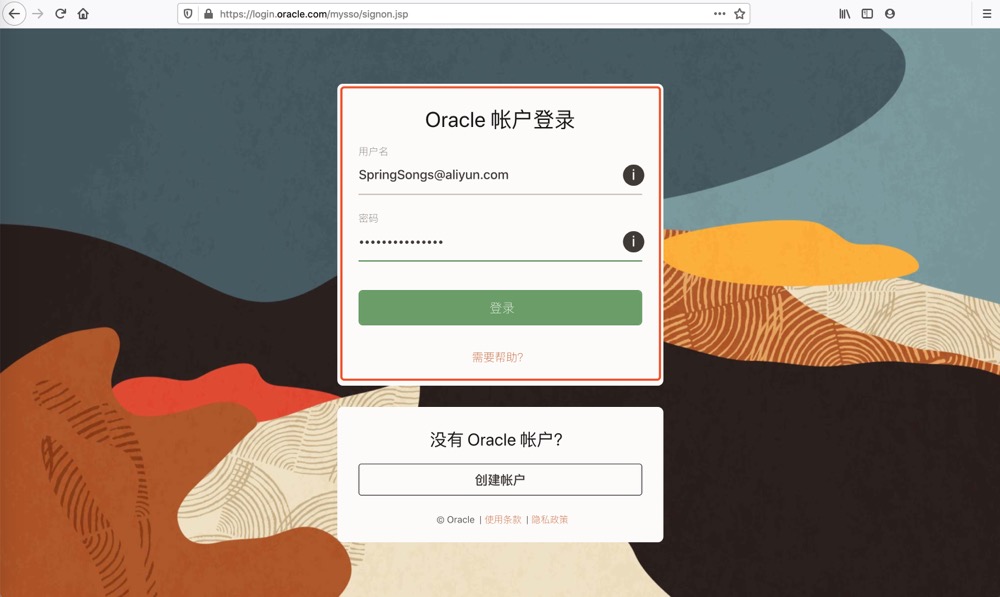 https://login.oracle.com/mysso/signon.jsp
Oracle 帐户登录
用户名
SpringSongs@aliyun.com
密码
•••••••••••••••
登录
需要帮助?
没有 Oracle 帐户?
创建帐户
© Oracle | 使用条款 | 隐私政策